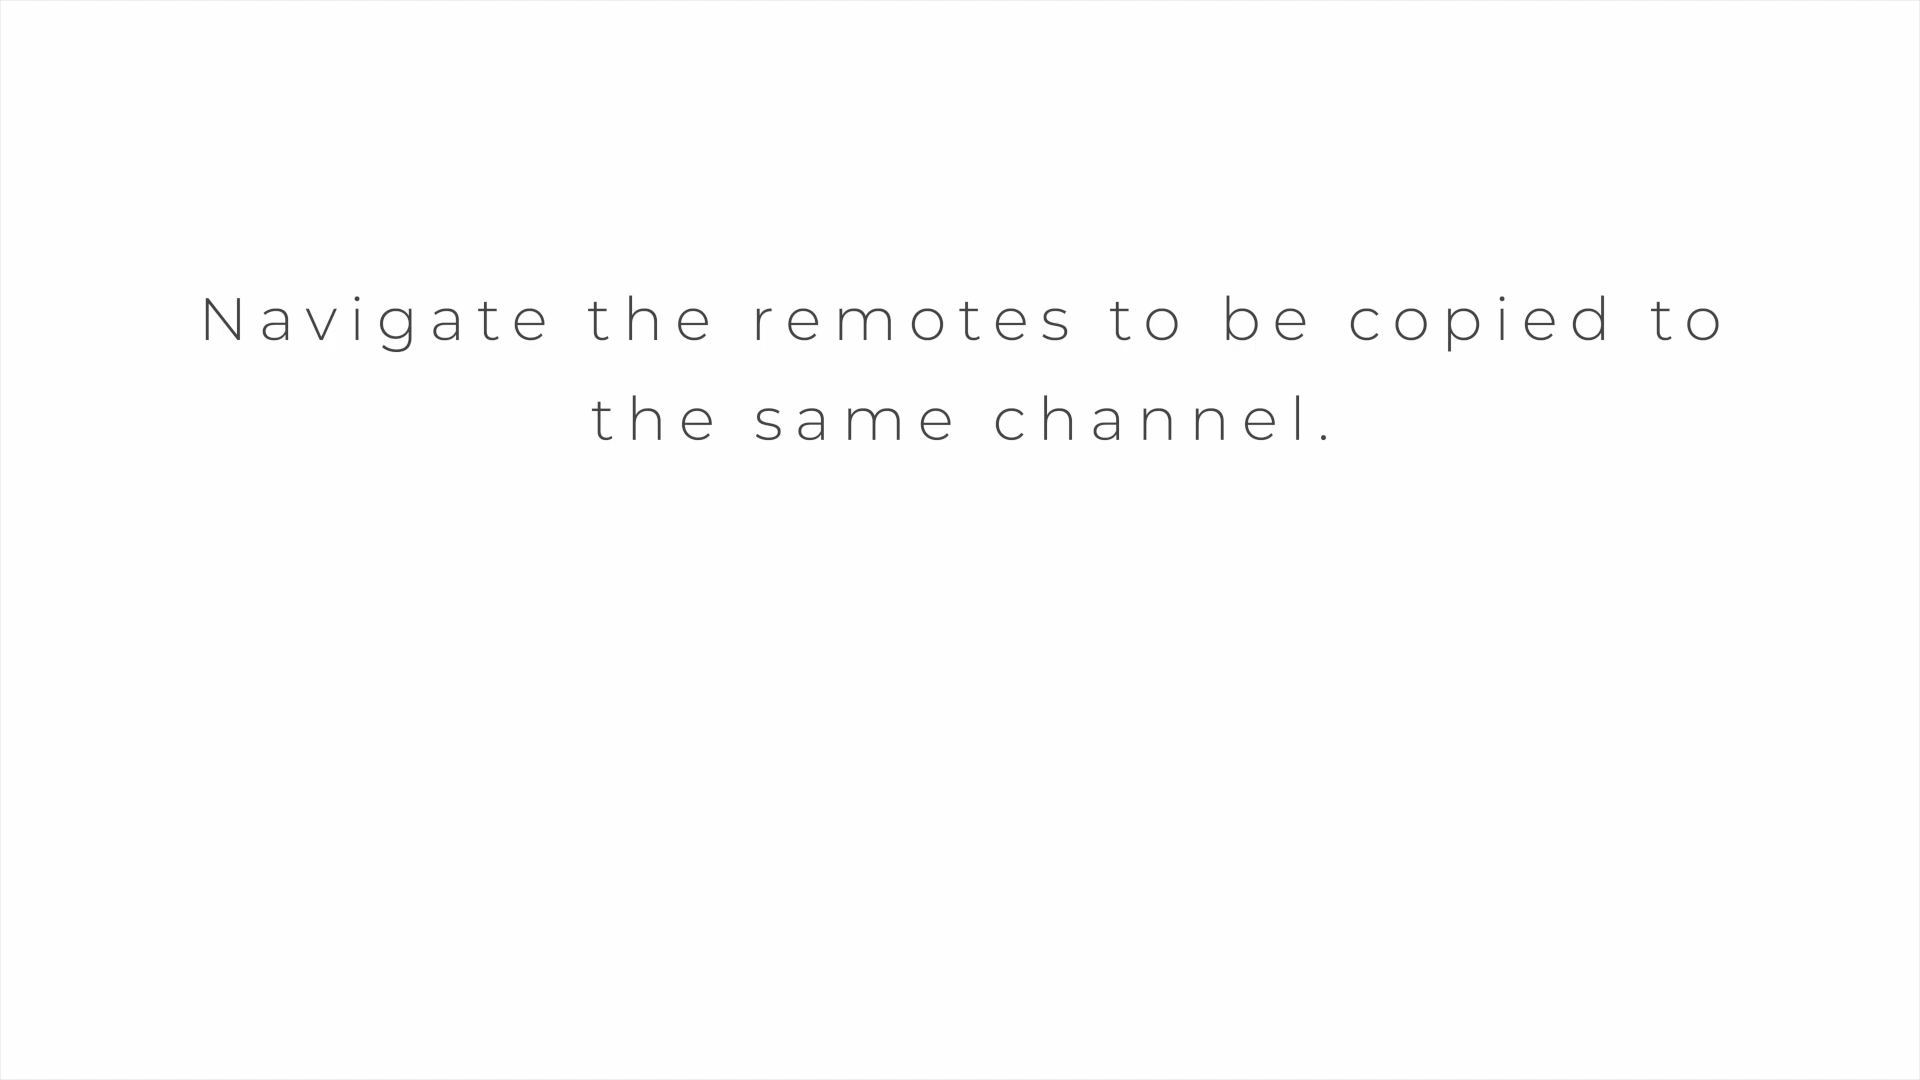 Navigate the remotes to be copied to
the same channel.